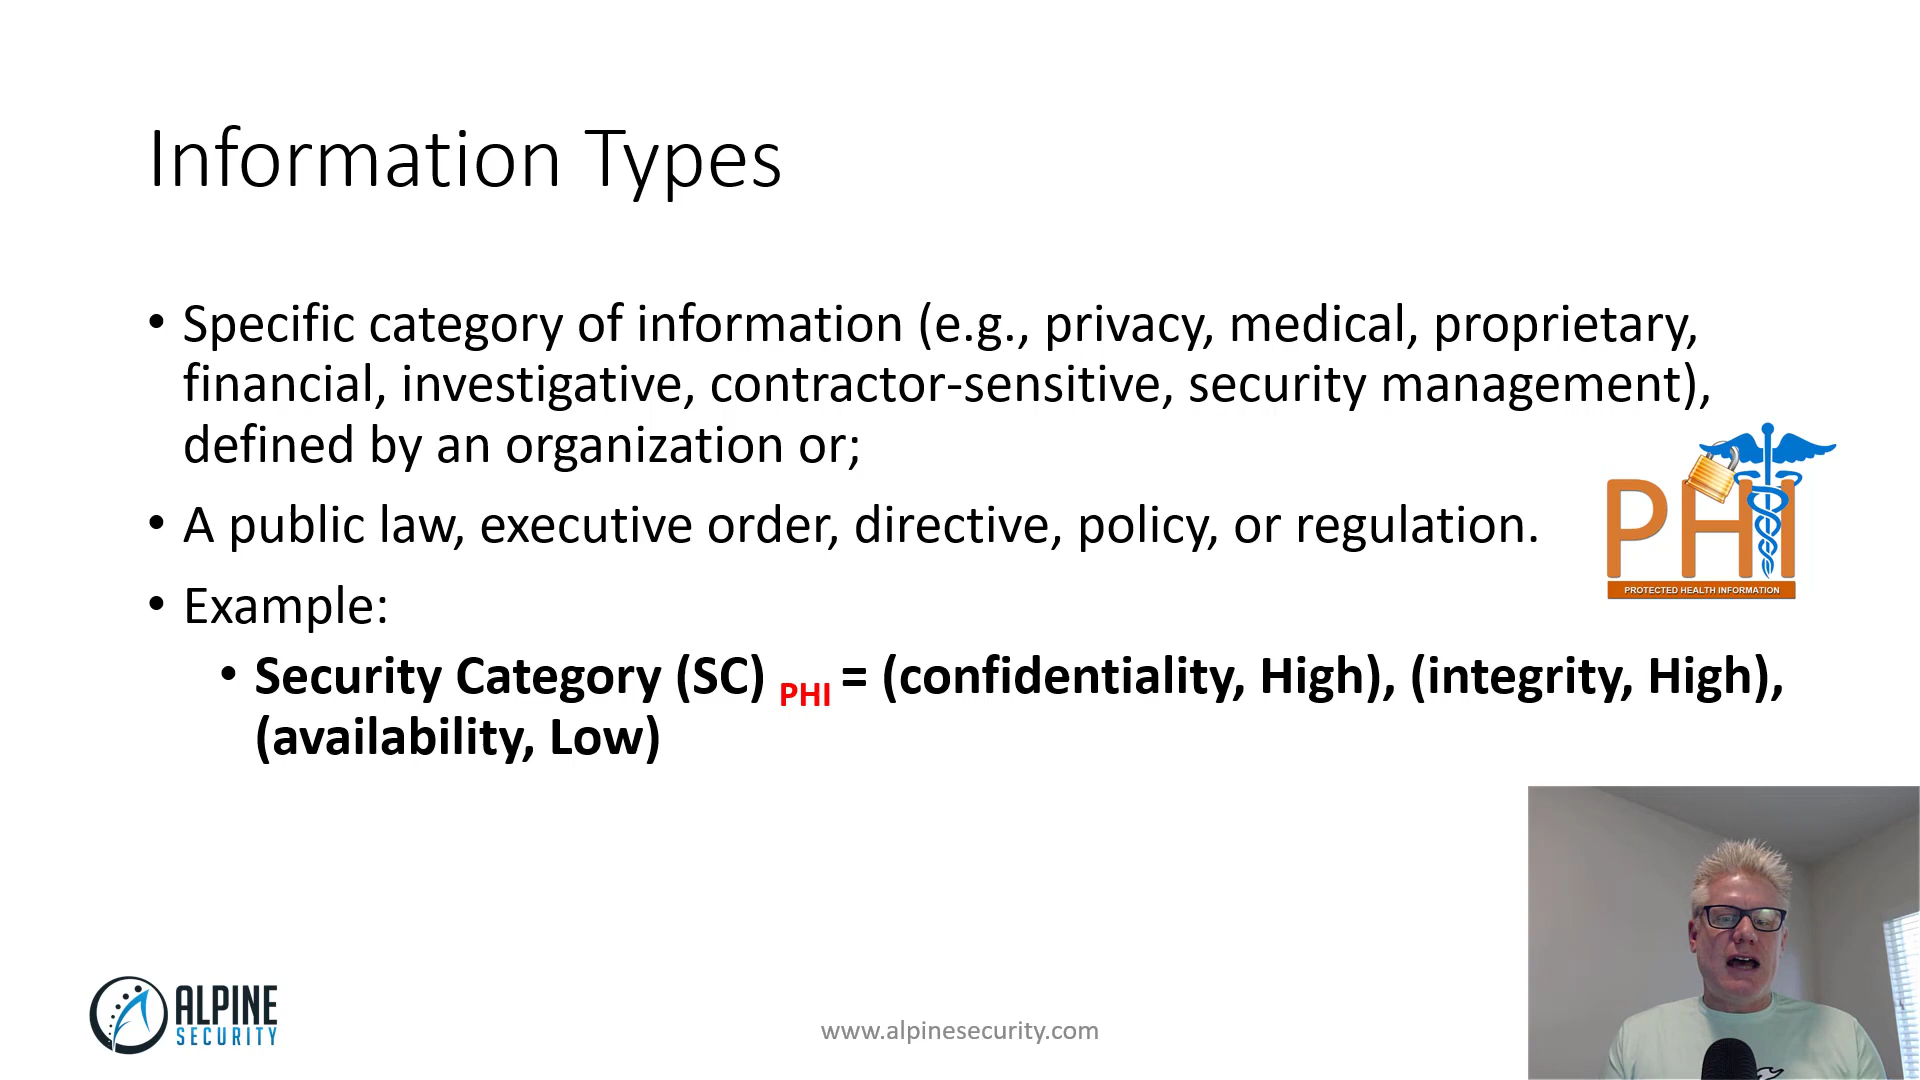 Information Types
• Specific category of information (e.g., privacy, medical, proprietary,
financial, investigative, contractor-sensitive, security management),
defined by an organization or;
• A public law, executive order, directive, policy, or regulation.
PHI
PROTECTED HEALTH INFORMATION
• Example:
• Security Category (SC) PHI = (confidentiality, High), (integrity, High),
(availability, Low)
ALPINE
SECURITY
www.alpinesecurity.com